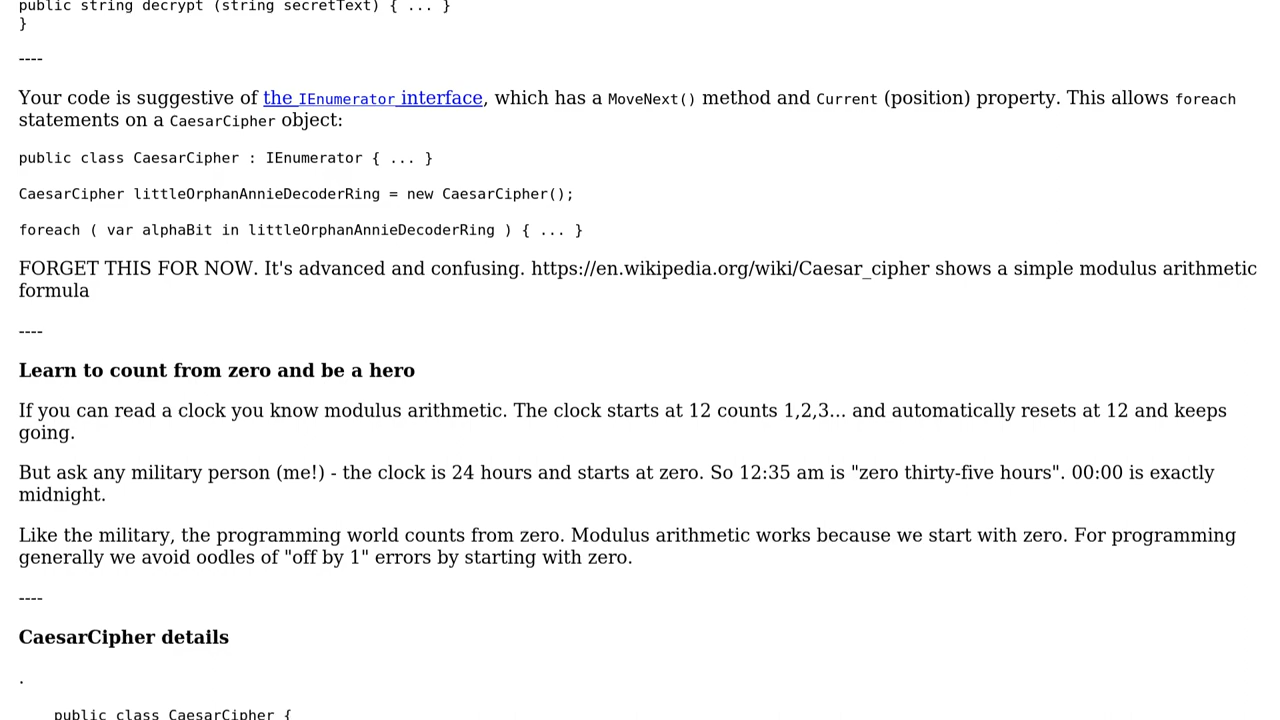 public string decrypt (string secretText) { ... }
}
----
Your code is suggestive of the IEnumerator interface, which has a MoveNext() method and Current (position) property. This allows foreach
statements on a CaesarCipher object:
public class CaesarCipher : IEnumerator { ... }
CaesarCipher littleOrphanAnnieDecoderRing = new CaesarCipher();
foreach ( var alphaBit in littleOrphanAnnieDecoderRing ) { ... }
FORGET THIS FOR NOW. It's advanced and confusing. https://en.wikipedia.org/wiki/Caesar_cipher shows a simple modulus arithmetic
formula
----
Learn to count from zero and be a hero
If you can read a clock you know modulus arithmetic. The clock starts at 12 counts 1,2,3... and automatically resets at 12 and keeps
going.
But ask any military person (me!) - the clock is 24 hours and starts at zero. So 12:35 am is "zero thirty-five hours". 00:00 is exactly
midnight.
Like the military, the programming world counts from zero. Modulus arithmetic works because we start with zero. For programming
generally we avoid oodles of "off by 1" errors by starting with zero.
----
CaesarCipher details
.
public class CaesarCipher {